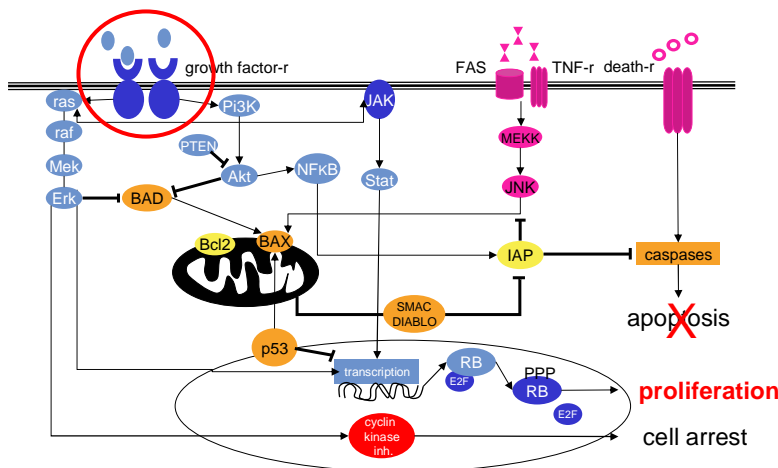 growth factor-r
FAS
TNF-r
death-r
ras
Pi3K
JAK
raf
PTEN
MEKK
Mek
Akt
NFκB
Stat
JNK
Erk
BAD
Bcl2
BAX
IAP
caspases
SMAC
DIABLO
apoptosis
X
p53
transcription
RB
E2F
PPP
RB
E2F
proliferation
cyclin
kinase
inh.
cell arrest